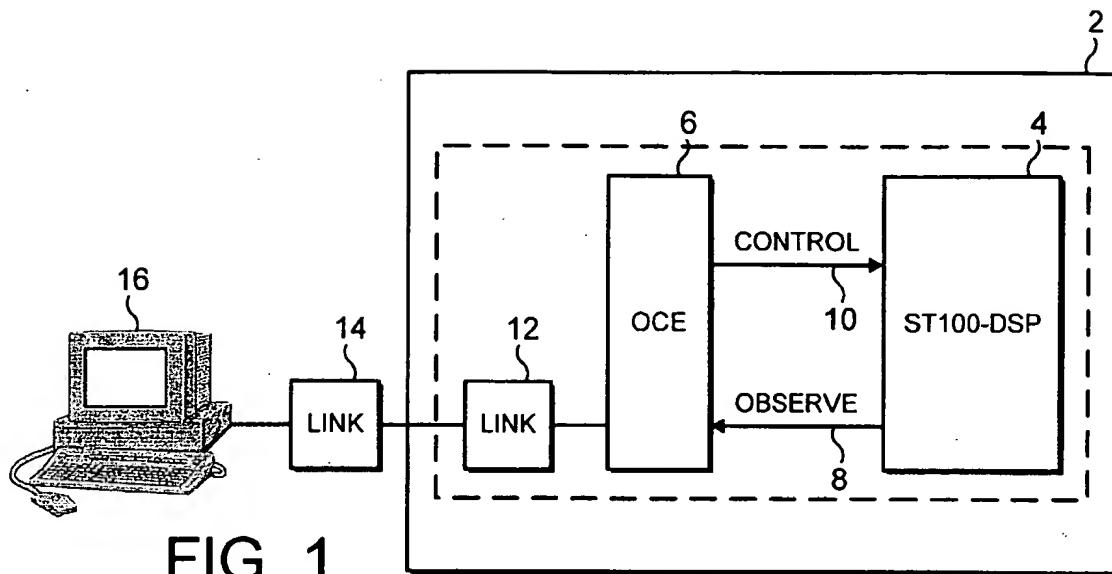 2
6
4
CONTROL
16
10
14
12
OCE
ST100-DSP
LINK
LINK
OBSERVE
8
FIG. 1